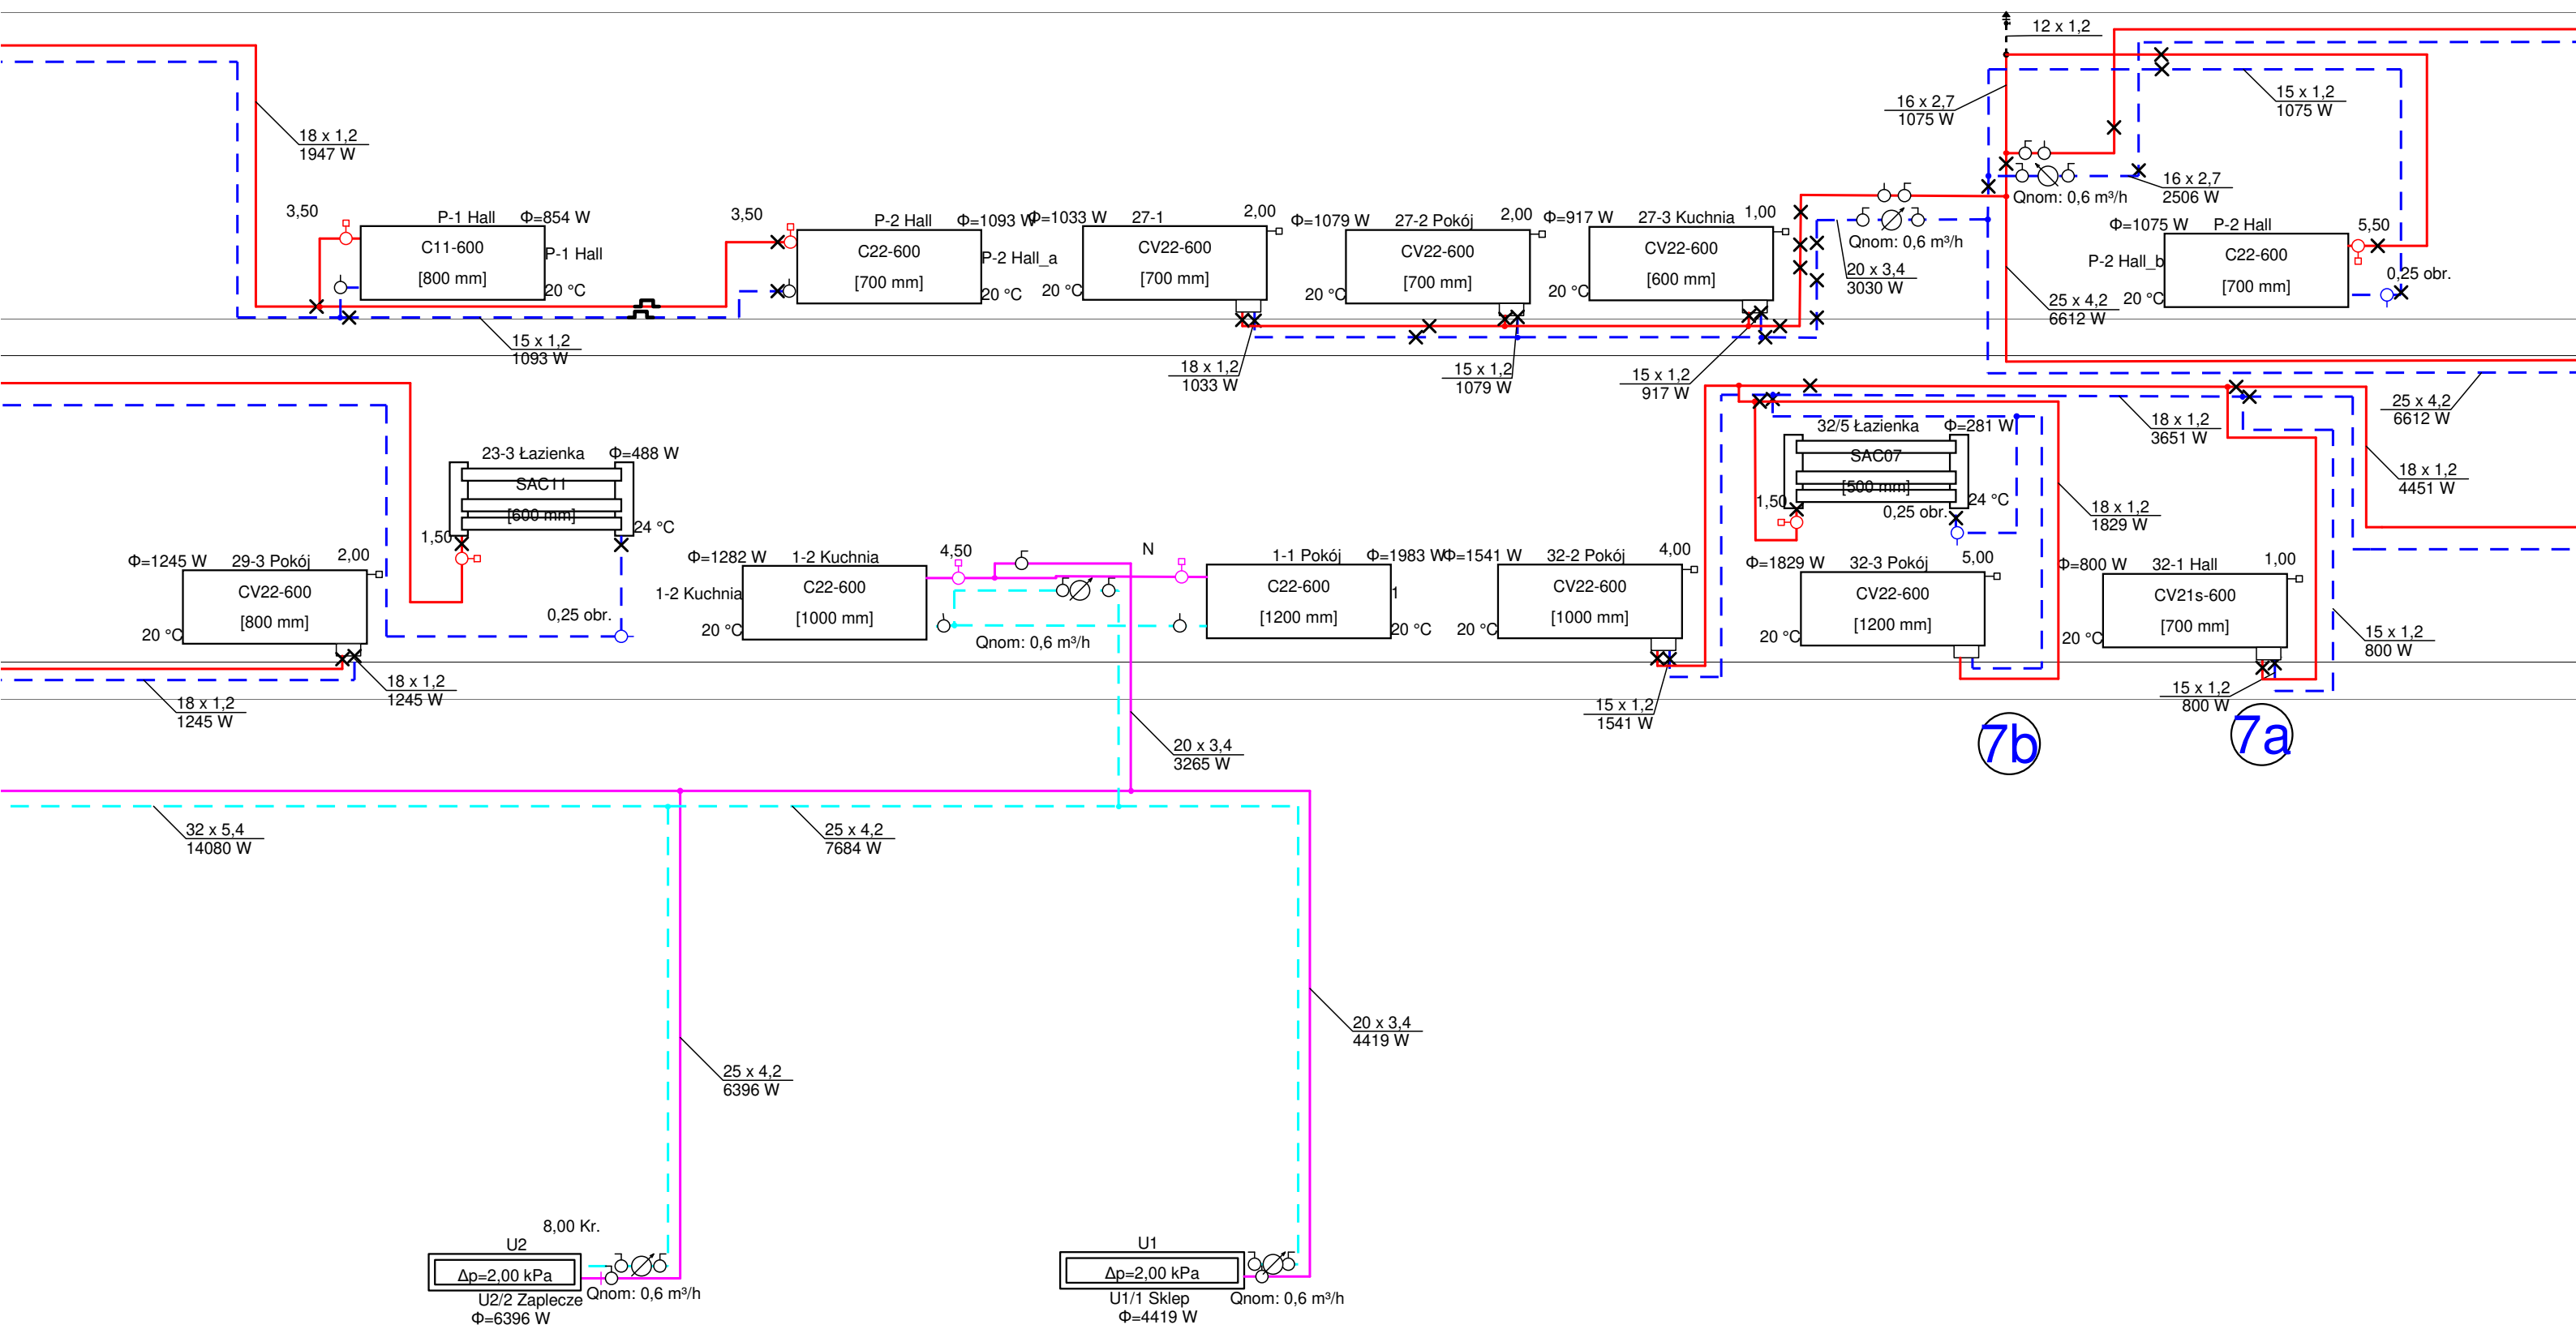 12 x 1,2
18 x 1,2
1947 W
16 x 2,7
1075 W
15 x 1,2
1075 W
16 x 2,7
2506 W
Qnom: 0,6 m³/h
3,50
P-1 Hall
Φ=854 W
C11-600
[800 mm]
P-1 Hall
20 °C
15 x 1,2
1093 W
3,50
P-2 Hall
Φ=1093 W
C22-600
[700 mm]
P-2 Hall_a
20 °C
Φ=1033 W
27-1
2,00
CV22-600
[700 mm]
20 °C
18 x 1,2
1033 W
Φ=1079 W
27-2 Pokój
2,00
CV22-600
[700 mm]
20 °C
15 x 1,2
1079 W
Φ=917 W
27-3 Kuchnia
1,00
CV22-600
[600 mm]
20 °C
15 x 1,2
917 W
Qnom: 0,6 m³/h
20 x 3,4
3030 W
25 x 4,2
6612 W
Φ=1075 W
P-2 Hall
5,50
P-2 Hall_b
C22-600
[700 mm]
20 °C
0,25 obr.
25 x 4,2
6612 W
18 x 1,2
3651 W
18 x 1,2
4451 W
23-3 Łazienka
Φ=488 W
SAC11
[600 mm]
1,50
24 °C
0,25 obr.
Φ=1245 W
29-3 Pokój
2,00
CV22-600
[800 mm]
20 °C
18 x 1,2
1245 W
18 x 1,2
1245 W
Φ=1282 W
1-2 Kuchnia
4,50
1-2 Kuchnia
C22-600
[1000 mm]
20 °C
N
Qnom: 0,6 m³/h
1-1 Pokój
Φ=1983 W
C22-600
[1200 mm]
1
20 °C
Φ=1541 W
32-2 Pokój
4,00
CV22-600
[1000 mm]
20 °C
15 x 1,2
1541 W
32/5 Łazienka
Φ=281 W
SAC07
[500 mm]
1,50
24 °C
0,25 obr.
18 x 1,2
1829 W
Φ=1829 W
32-3 Pokój
5,00
CV22-600
[1200 mm]
20 °C
Φ=800 W
32-1 Hall
1,00
CV21s-600
[700 mm]
20 °C
15 x 1,2
800 W
15 x 1,2
800 W
7b
7a
20 x 3,4
3265 W
32 x 5,4
14080 W
25 x 4,2
7684 W
25 x 4,2
6396 W
20 x 3,4
4419 W
8,00 Kr.
U2
Δp=2,00 kPa
U2/2 Zaplecze
Φ=6396 W
Qnom: 0,6 m³/h
U1
Δp=2,00 kPa
U1/1 Sklep
Φ=4419 W
Qnom: 0,6 m³/h